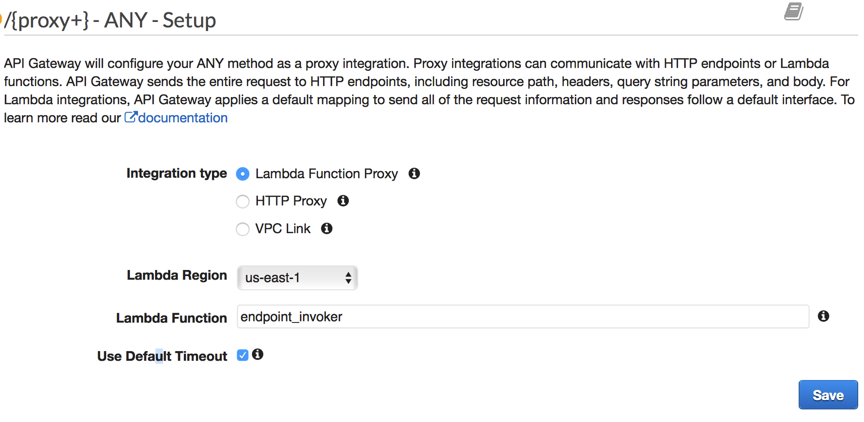 /{proxy+} - ANY - Setup
API Gateway will configure your ANY method as a proxy integration. Proxy integrations can communicate with HTTP endpoints or Lambda
functions. API Gateway sends the entire request to HTTP endpoints, including resource path, headers, query string parameters, and body. For
Lambda integrations, API Gateway applies a default mapping to send all of the request information and responses follow a default interface. To
learn more read our documentation
Integration type Lambda Function Proxy
HTTP Proxy
VPC Link
Lambda Region us-east-1
Lambda Function endpoint_invoker
Use Default Timeout
Save